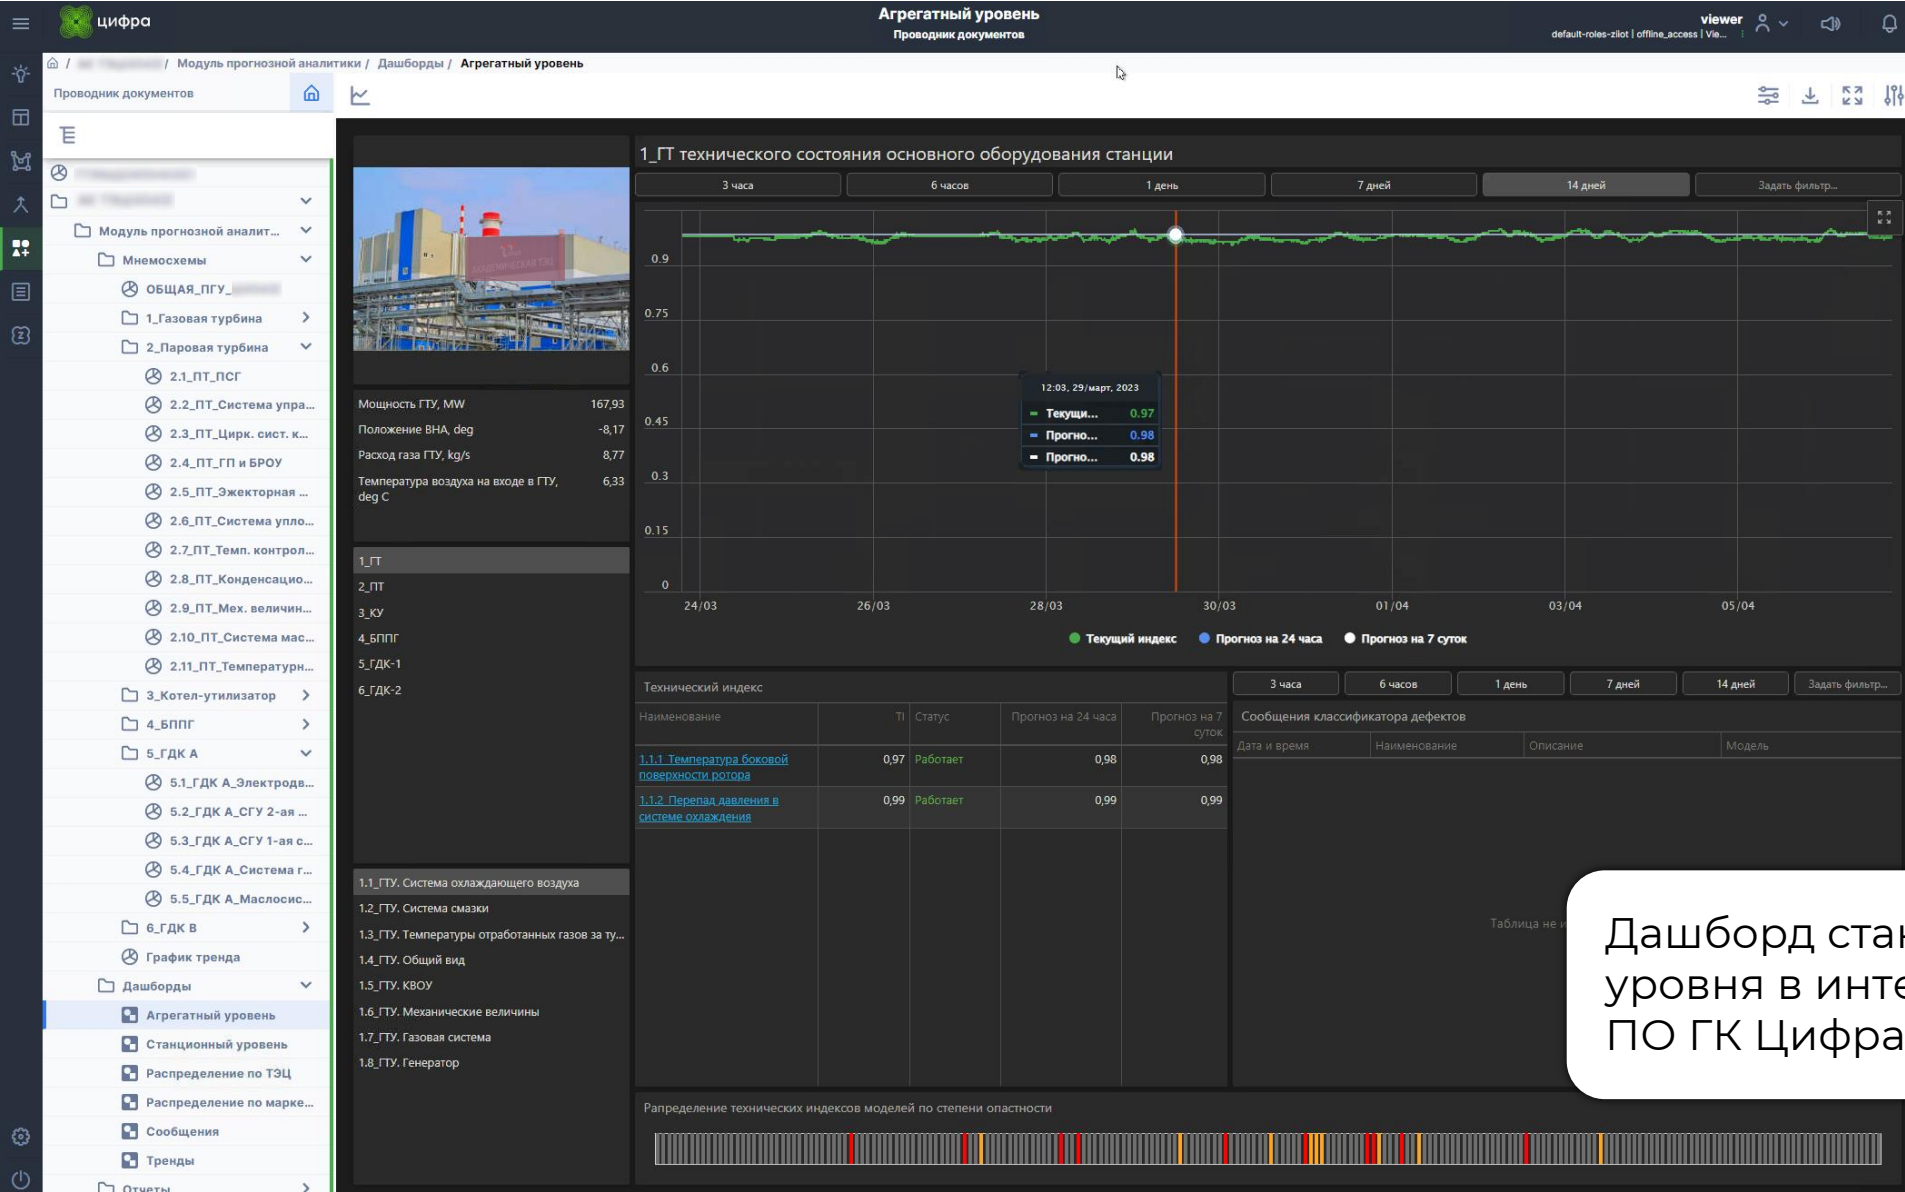 цифра
Агрегатный уровень
Проводник документов
viewer
default-roles-zliot | offline_access | Vie...
/ Модуль прогнозной аналитики / Дашборды / Агрегатный уровень
Проводник документов
Модуль прогнозной аналит...
Мнемосхемы
ОБЩАЯ_ПГУ_
1_Газовая турбина
2_Паровая турбина
2.1_ПТ_ПСГ
2.2_ПТ_Система упра...
2.3_ПТ_Цирк. сист. к...
2.4_ПТ_ГП и БРОУ
2.5_ПТ_Эжекторная ...
2.6_ПТ_Система упло...
2.7_ПТ_Темп. контрол...
2.8_ПТ_Конденсацио...
2.9_ПТ_Мех. величин...
2.10_ПТ_Система мас...
2.11_ПТ_Температурн...
3_Котел-утилизатор
4_БППГ
5_ГДК А
5.1_ГДК А_Электродв...
5.2_ГДК А_СГУ 2-ая ...
5.3_ГДК А_СГУ 1-ая с...
5.4_ГДК А_Система г...
5.5_ГДК А_Маслосис...
6_ГДК В
График тренда
Дашборды
Агрегатный уровень
Станционный уровень
Распределение по ТЭЦ
Распределение по марке...
Сообщения
Тренды
Отчеты
АКАДЕМИЧЕСКАЯ ТЭЦ
Мощность ГТУ, MW 167,93
Положение ВНА, deg -8,17
Расход газа ГТУ, kg/s 8,77
Температура воздуха на входе в ГТУ, 6,33
deg C
1_ГТ
2_ПТ
3_КУ
4_БППГ
5_ГДК-1
6_ГДК-2
1.1_ГТУ. Система охлаждающего воздуха
1.2_ГТУ. Система смазки
1.3_ГТУ. Температуры отработанных газов за ту...
1.4_ГТУ. Общий вид
1.5_ГТУ. КВОУ
1.6_ГТУ. Механические величины
1.7_ГТУ. Газовая система
1.8_ГТУ. Генератор
1_ГТ технического состояния основного оборудования станции
3 часа 6 часов 1 день 7 дней 14 дней Задать фильтр...
0.9
0.75
0.6
0.45
0.3
0.15
0
24/03 26/03 28/03 30/03 01/04 03/04 05/04
12:03, 29/март, 2023
Текущи... 0.97
Прогно... 0.98
Прогно... 0.98
Текущий индекс Прогноз на 24 часа Прогноз на 7 суток
Технический индекс
Наименование TI Статус Прогноз на 24 часа Прогноз на 7
суток
1.1.1 Температура боковой 0,97 Работает 0,98 0,98
поверхности ротора
1.1.2 Перепад давления в 0,99 Работает 0,99 0,99
системе охлаждения
3 часа 6 часов 1 день 7 дней 14 дней Задать фильтр...
Сообщения классификатора дефектов
Дата и время Наименование Описание Модель
Таблица не и
Дашборд стан
уровня в инте
ПО ГК Цифра
Рапределение технических индексов моделей по степени опастности